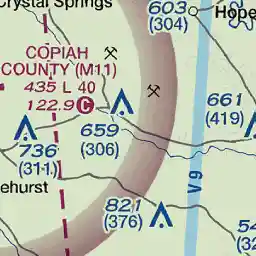 Crystal Springs
603
(304)
Hope
COPIAH
COUNTY (M11)
435 L 40
122.9 C
661
(419)
659
(306)
736
(311)
ehurst
V9
821
(376)